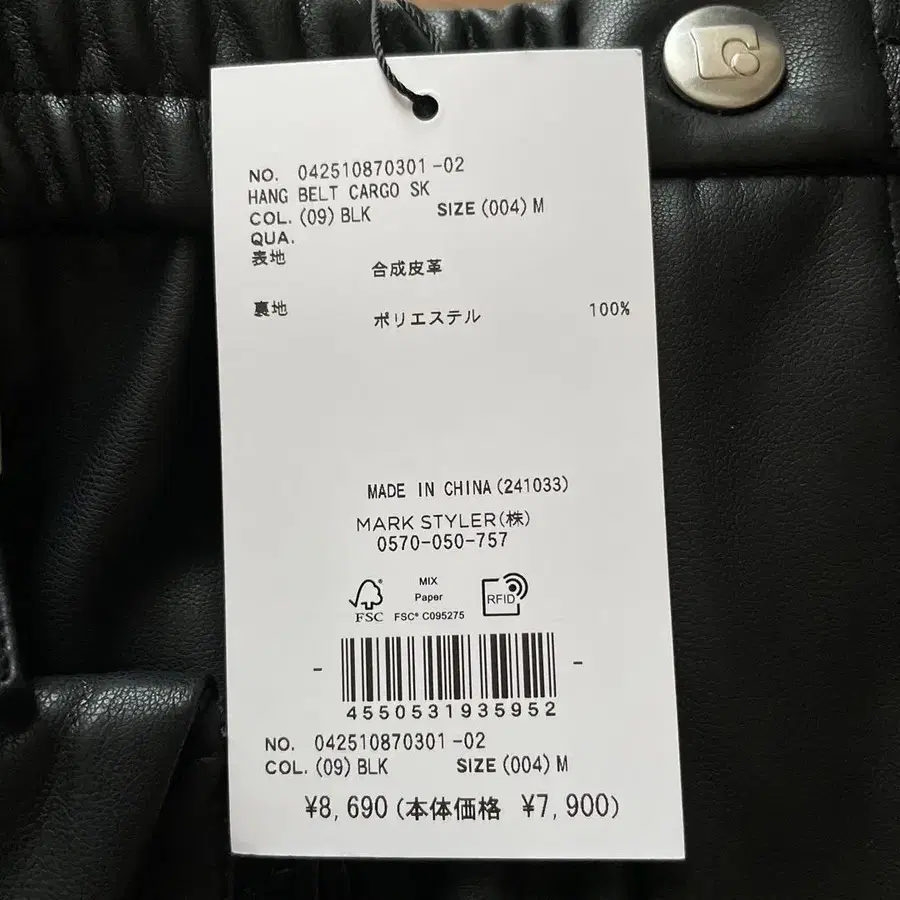 NO. 042510870301-02
HANG BELT CARGO SK
COL. (09) BLK SIZE (004) M
QUA.
表地 合成皮革
裏地 ポリエステル 100%
MADE IN CHINA (241033)
MARK STYLER(株)
0570-050-757
MIX
Paper
FSC FSC® C095275
RFID
4550531935952
NO. 042510870301-02
COL. (09) BLK SIZE (004) M
¥8,690 (本体価格 ¥7,900)